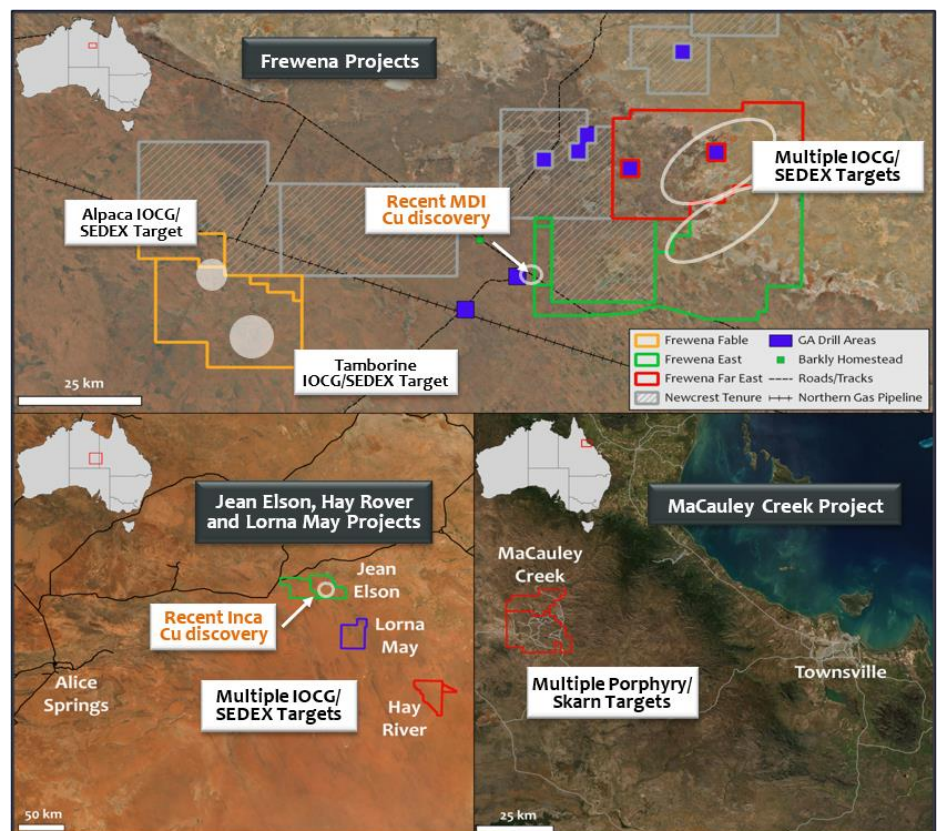 Frewena Projects
Multiple IOCG/
SEDEX Targets
Recent MDI
Cu discovery
Alpaca IOCG/
SEDEX Target
Tamborine
IOCG/SEDEX Target
25 km
Frewena Fable
Frewena East
Frewena Far East
Newcrest Tenure
GA Drill Areas
Barkly Homestead
Roads/Tracks
Northern Gas Pipeline
Jean Elson, Hay Rover
and Lorna May Projects
Jean
Elson
Recent Inca
Cu discovery
Lorna
May
Alice
Springs
Multiple IOCG/
SEDEX Targets
Hay
River
50 km
MaCauley Creek Project
MaCauley
Creek
Multiple Porphyry/
Skarn Targets
Townsville
25 km